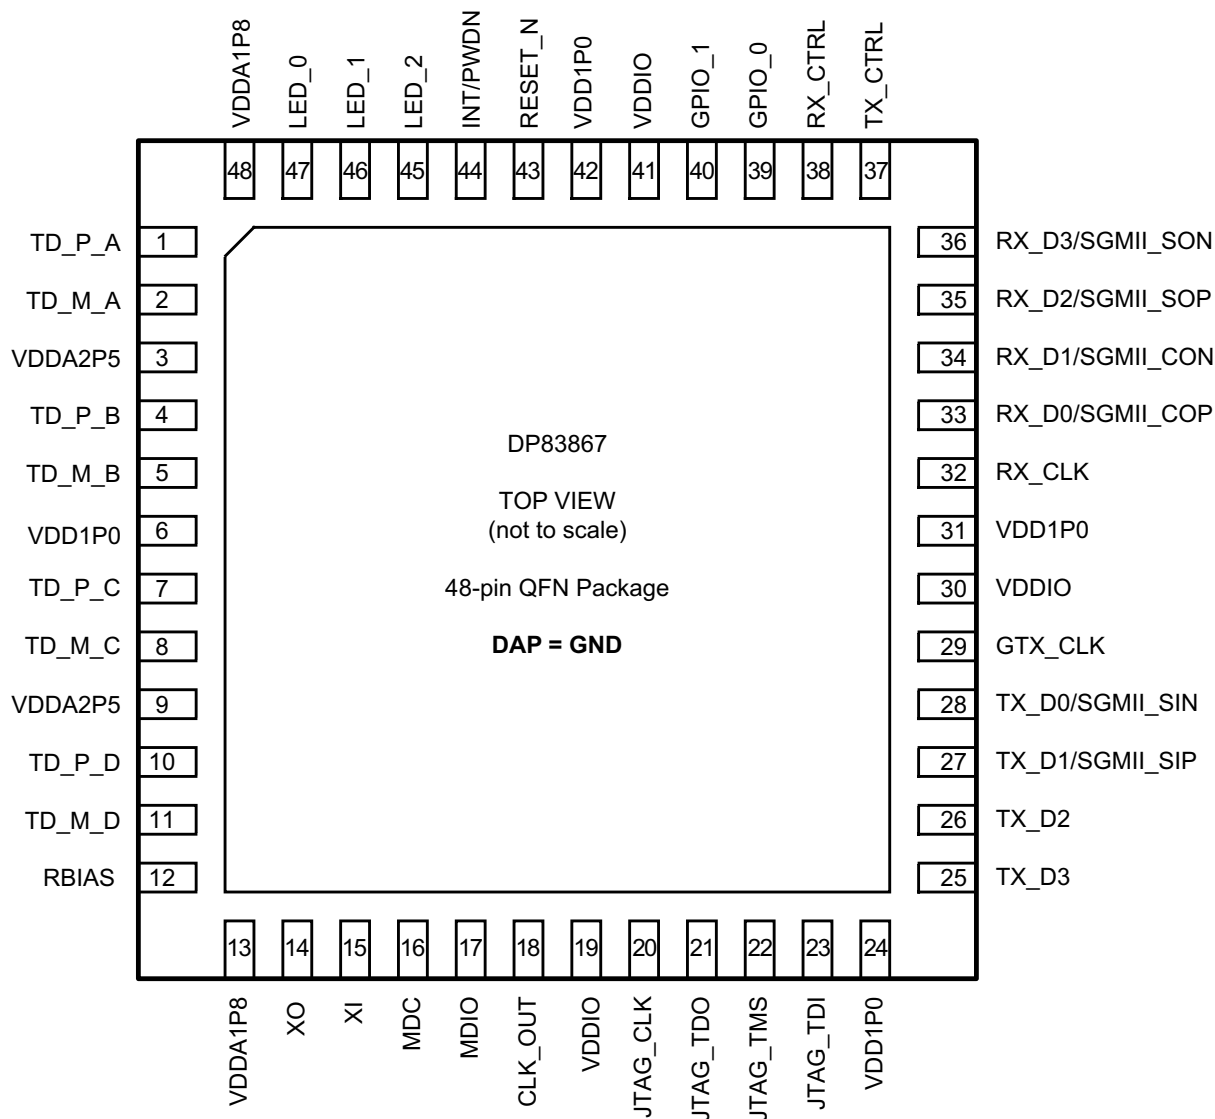 VDDA1P8
LED_0
LED_1
LED_2
INT/PWDN
RESET_N
VDD1P0
VDDIO
GPIO_1
GPIO_0
RX_CTRL
TX_CTRL
48 47 46 45 44 43 42 41 40 39 38 37
TD_P_A 1
TD_M_A 2
VDDA2P5 3
TD_P_B 4
TD_M_B 5
VDD1P0 6
TD_P_C 7
TD_M_C 8
VDDA2P5 9
TD_P_D 10
TD_M_D 11
RBIAS 12
DP83867
TOP VIEW
(not to scale)
48-pin QFN Package
DAP = GND
36 RX_D3/SGMII_SON
35 RX_D2/SGMII_SOP
34 RX_D1/SGMII_CON
33 RX_D0/SGMII_COP
32 RX_CLK
31 VDD1P0
30 VDDIO
29 GTX_CLK
28 TX_D0/SGMII_SIN
27 TX_D1/SGMII_SIP
26 TX_D2
25 TX_D3
13 14 15 16 17 18 19 20 21 22 23 24
VDDA1P8
XO
XI
MDC
MDIO
CLK_OUT
VDDIO
JTAG_CLK
JTAG_TDO
JTAG_TMS
JTAG_TDI
VDD1P0